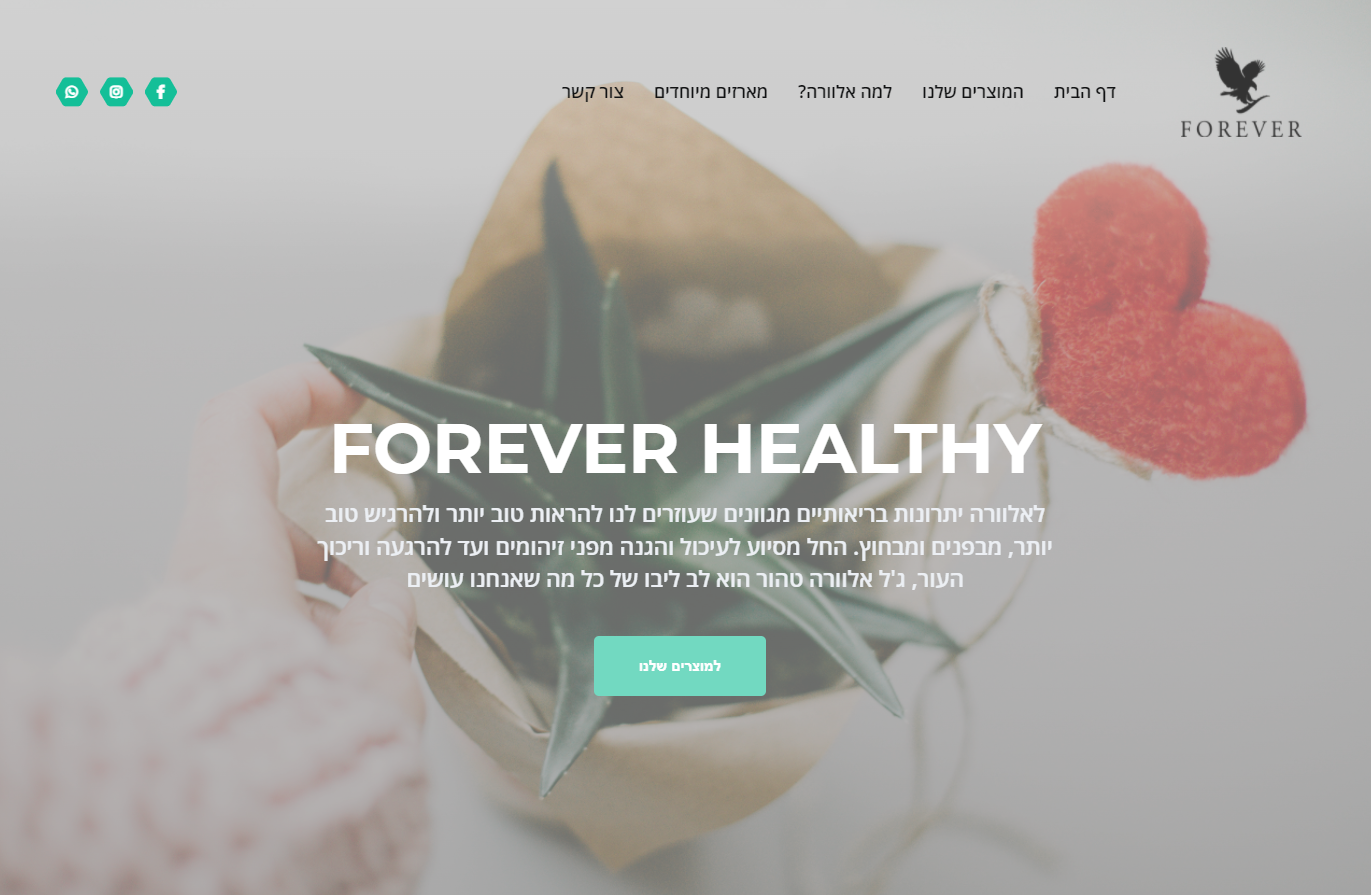 FOREVER
דף הבית
המוצרים שלנו
למה אלוורה?
מארזים מיוחדים
צור קשר
FOREVER HEALTHY
לאלוורה יתרונות בריאותיים מגוונים שעוזרים לנו להראות טוב יותר ולהרגיש טוב
יותר, מבפנים ומבחוץ. החל מסיוע לעיכול והגנה מפני זיהומים ועד להרגעה וריכוך
העור, ג'ל אלוורה טהור הוא לב ליבו של כל מה שאנחנו עושים
למוצרים שלנו